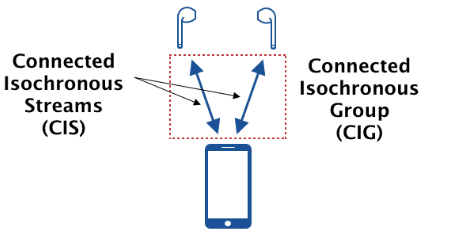 Connected
Isochronous
Streams
(CIS)
Connected
Isochronous
Group
(CIG)